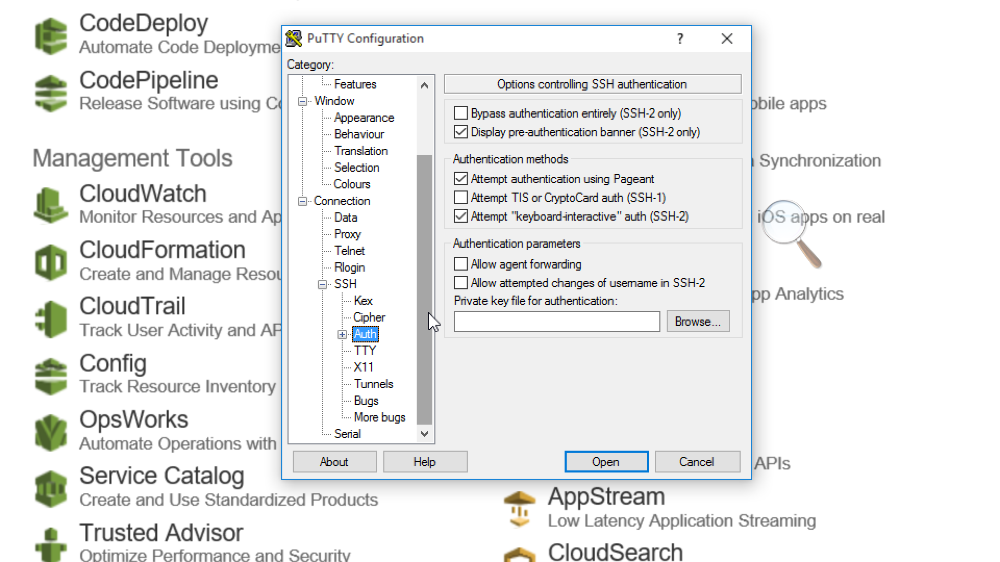 CodeDeploy
Automate Code Deployme
CodePipeline
Release Software using Co
Management Tools
CloudWatch
Monitor Resources and Ap
CloudFormation
Create and Manage Resou
CloudTrail
Track User Activity and AP
Config
Track Resource Inventory
OpsWorks
Automate Operations with
Service Catalog
Create and Use Standardized Products
Trusted Advisor
Optimize Performance and Security
PuTTY Configuration
?
Category:
Features
Window
Appearance
Behaviour
Translation
Selection
Colours
Connection
Data
Proxy
Telnet
Rlogin
SSH
Kex
Cipher
Auth
TTY
X11
Tunnels
Bugs
More bugs
Serial
Options controlling SSH authentication
Bypass authentication entirely (SSH-2 only)
Display pre-authentication banner (SSH-2 only)
Authentication methods
Attempt authentication using Pageant
Attempt TIS or CryptoCard auth (SSH-1)
Attempt "keyboard-interactive" auth (SSH-2)
Authentication parameters
Allow agent forwarding
Allow attempted changes of username in SSH-2
Private key file for authentication:
Browse...
About
Help
Open
Cancel
obile apps
Synchronization
iOS apps on real
pp Analytics
APIs
AppStream
Low Latency Application Streaming
CloudSearch